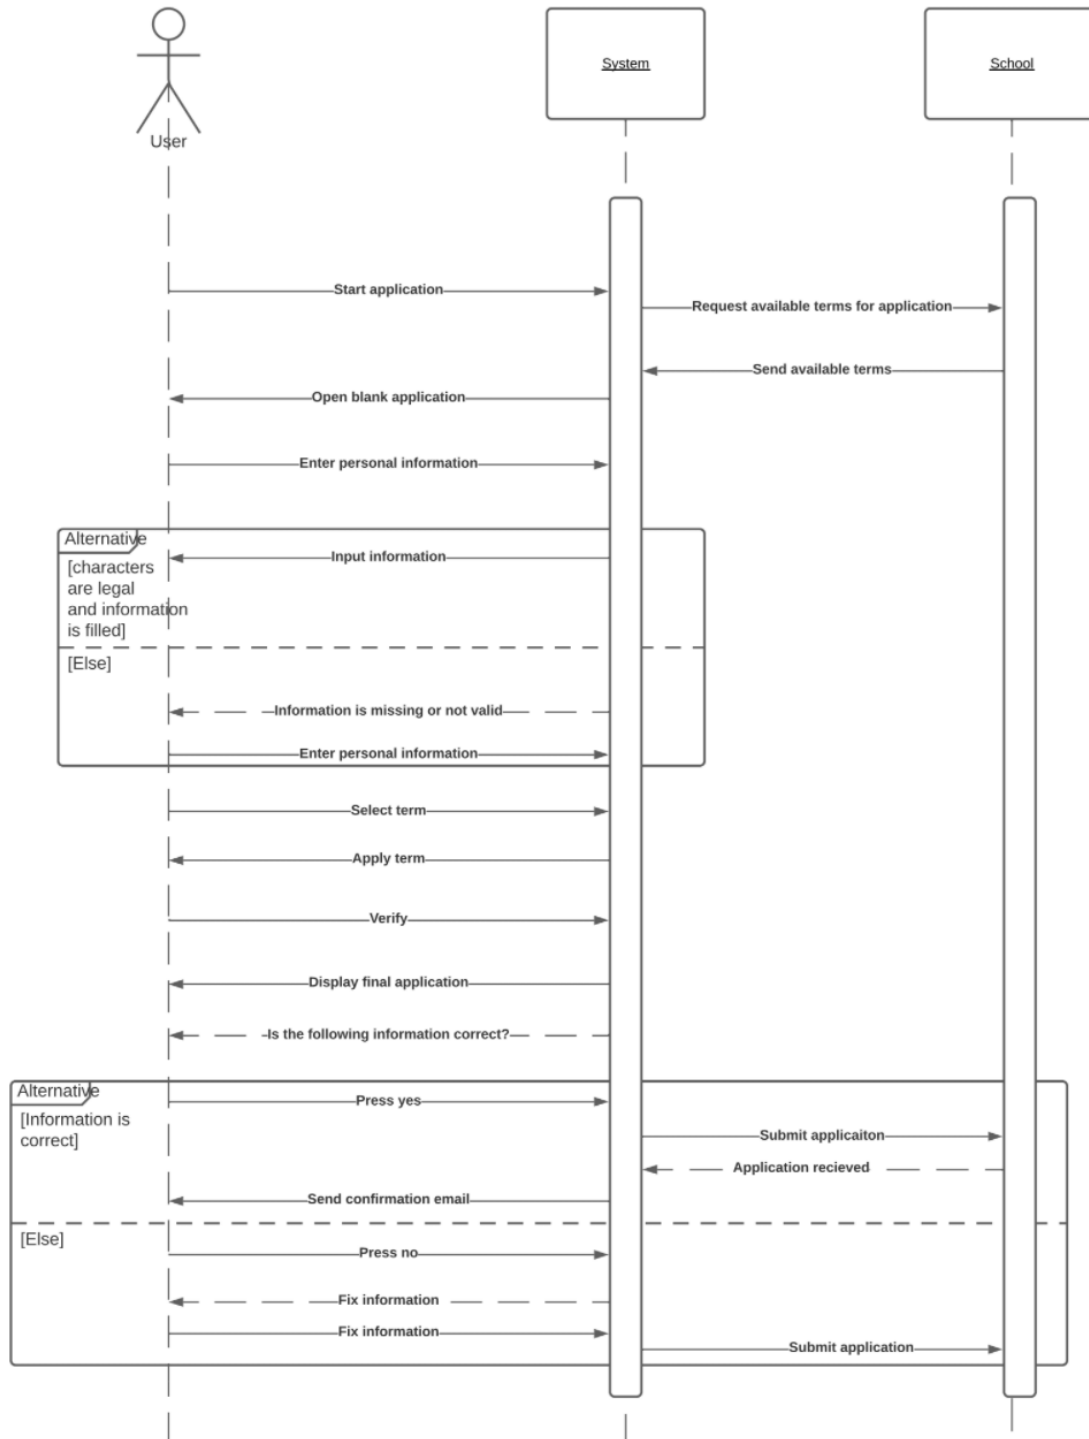 System
School
User
Start application
Request available terms for application
Send available terms
Open blank application
Enter personal information
Alternative
Input information
[characters
are legal
and information
is filled]
[Else]
Information is missing or not valid
Enter personal information
Select term
Apply term
Verify
Display final application
Is the following information correct?
Alternative
Press yes
[Information is
correct]
Submit applicaiton
Application recieved
Send confirmation email
[Else]
Press no
Fix information
Fix information
Submit application